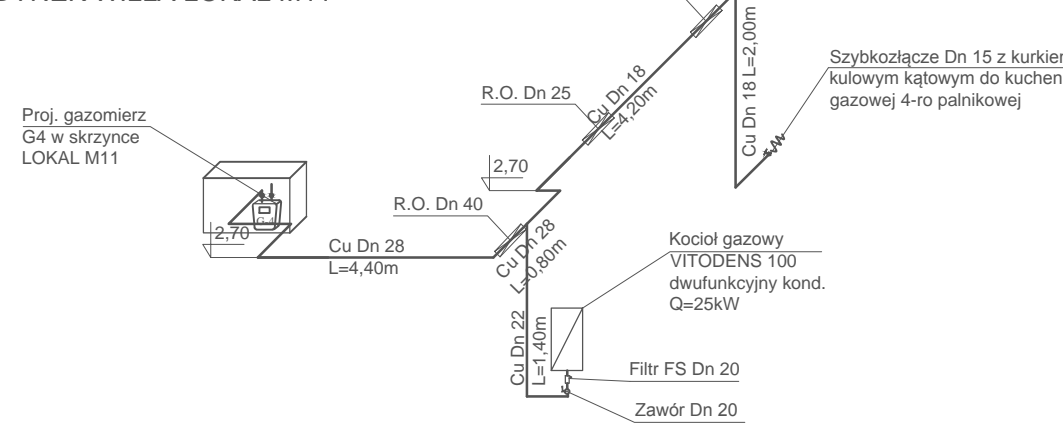 LOKAL M11
Cu Dn 18 L=2,00m
Szybkozłącze Dn 15 z
kulowym kątowym do
gazowej 4-ro palnikowej
R.O. Dn 25
Cu Dn 18
L=4,20m
Proj. gazomierz
G4 w skrzynce
LOKAL M11
2,70
R.O. Dn 40
G 4
2,70
Cu Dn 28
L=4,40m
Cu Dn 28
L=0,80m
Kocioł gazowy
VITODENS 100
dwufunkcyjny kond.
Q=25kW
Cu Dn 22
L=1,40m
Filtr FS Dn 20
Zawór Dn 20